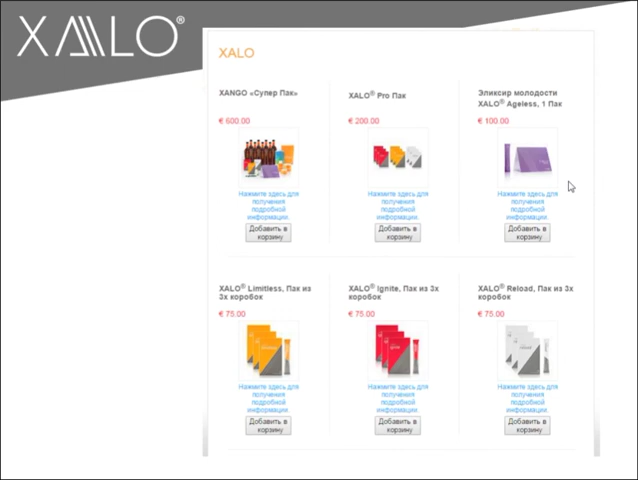 XALO®
XALO
XANGO «Супер Пак»
€ 600.00
Нажмите здесь для
получения
подробной
информации.
Добавить в
корзину
XALO® Pro Пак
€ 200.00
Нажмите здесь для
получения
подробной
информации.
Добавить в
корзину
Эликсир молодости
XALO® Ageless, 1 Пак
€ 100.00
Нажмите здесь для
получения
подробной
информации.
Добавить в
корзину
XALO® Limitless, Пак из
3х коробок
€ 75.00
Нажмите здесь для
получения
подробной
информации.
Добавить в
корзину
XALO® Ignite, Пак из 3х
коробок
€ 75.00
Нажмите здесь для
получения
подробной
информации.
Добавить в
корзину
XALO® Reload, Пак из 3х
коробок
€ 75.00
Нажмите здесь для
получения
подробной
информации.
Добавить в
корзину